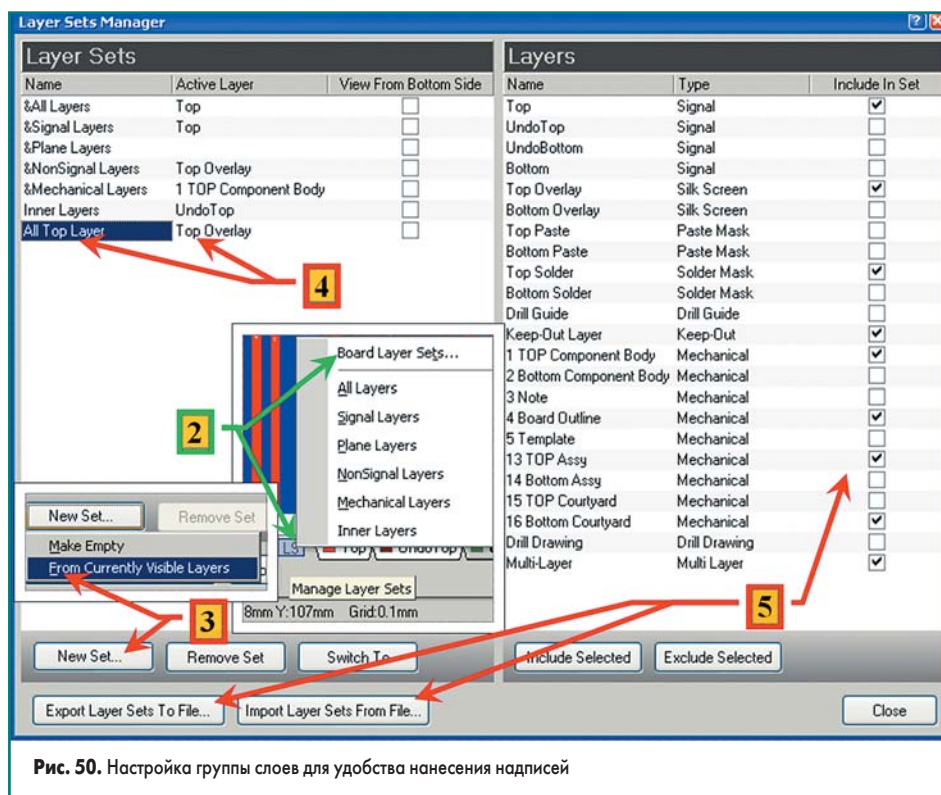 Layer Sets Manager
Layer Sets
Name Active Layer View From Bottom Side
&All Layers Top
&Signal Layers Top
&Plane Layers
&NonSignal Layers Top Overlay
&Mechanical Layers 1 TOP Component Body
Inner Layers UndoTop
All Top Layer Top Overlay
4
Board Layer Sets...
All Layers
Signal Layers
Plane Layers
NonSignal Layers
Mechanical Layers
Inner Layers
2
LS Top UndoTop
Manage Layer Sets
8mm Y:107mm Grid:0.1mm
New Set... Remove Set
Make Empty
From Currently Visible Layers
3
New Set... Remove Set Switch To
Export Layer Sets To File... Import Layer Sets From File...
Layers
Name Type Include In Set
Top Signal
UndoTop Signal
UndoBottom Signal
Bottom Signal
Top Overlay Silk Screen
Bottom Overlay Silk Screen
Top Paste Paste Mask
Bottom Paste Paste Mask
Top Solder Solder Mask
Bottom Solder Solder Mask
Drill Guide Drill Guide
Keep-Out Layer Keep-Out
1 TOP Component Body Mechanical
2 Bottom Component Body Mechanical
3 Note Mechanical
4 Board Outline Mechanical
5 Template Mechanical
13 TOP Assy Mechanical
14 Bottom Assy Mechanical
15 TOP Courtyard Mechanical
16 Bottom Courtyard Mechanical
Drill Drawing Drill Drawing
Multi-Layer Multi Layer
5
Include Selected Exclude Selected
Close
Рис. 50. Настройка группы слоев для удобства нанесения надписей